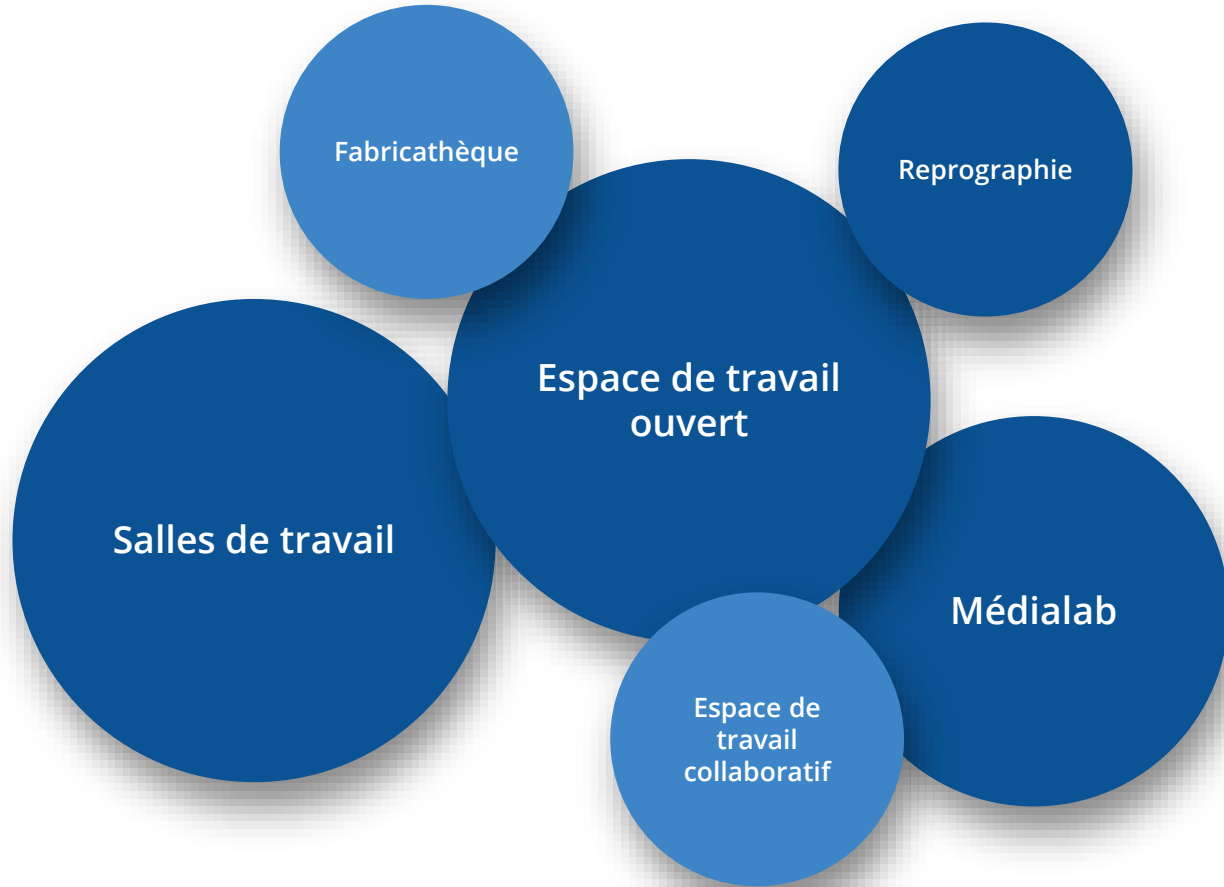 Fabricathèque
Reprographie
Espace de travail
ouvert
Salles de travail
Médialab
Espace de
travail
collaboratif